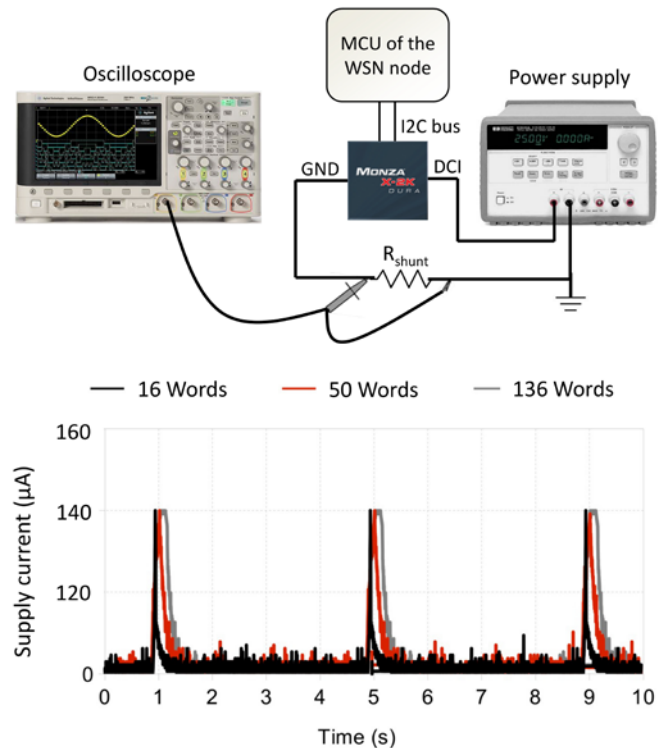 MCU of the
WSN node
Oscilloscope
Power supply
I2C bus
GND
MONZA
X-2K
DURA
DCI
R shunt
16 Words
50 Words
136 Words
Supply current (µA)
160
140
120
0
0 1 2 3 4 5 6 7 8 9 10
Time (s)